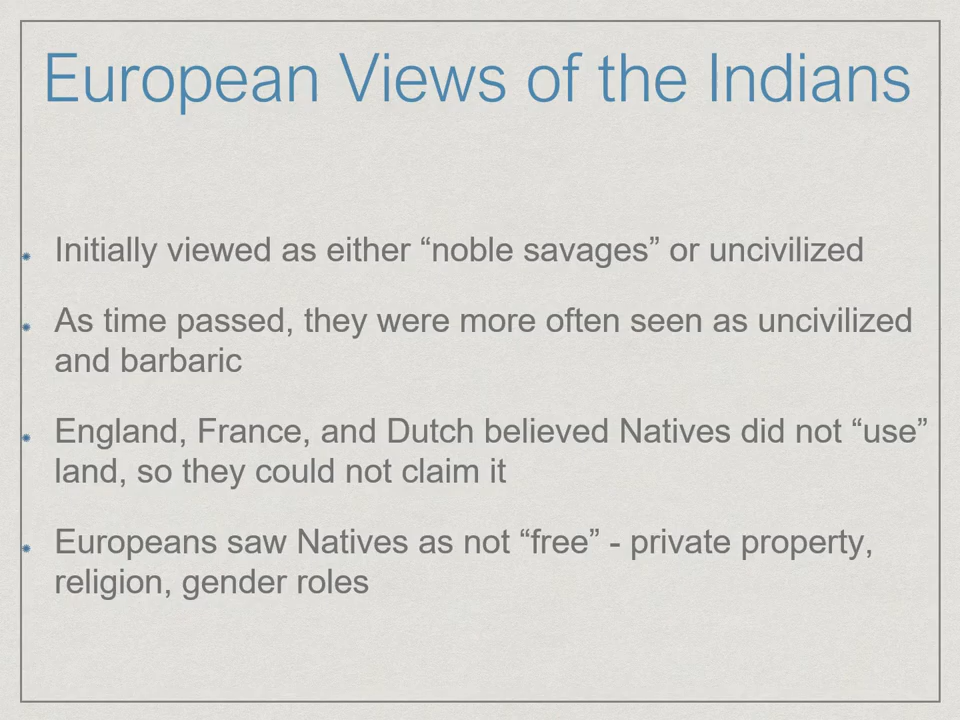 European Views of the Indians
Initially viewed as either “noble savages” or uncivilized
As time passed, they were more often seen as uncivilized
and barbaric
England, France, and Dutch believed Natives did not “use”
land, so they could not claim it
Europeans saw Natives as not “free” - private property,
religion, gender roles